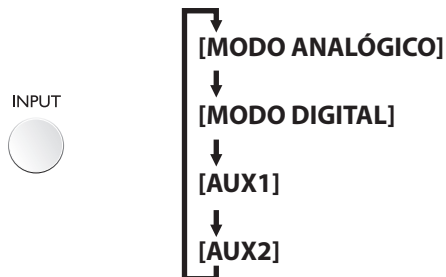 [MODO ANALÓGICO]
[MODO DIGITAL]
INPUT
[AUX1]
[AUX2]